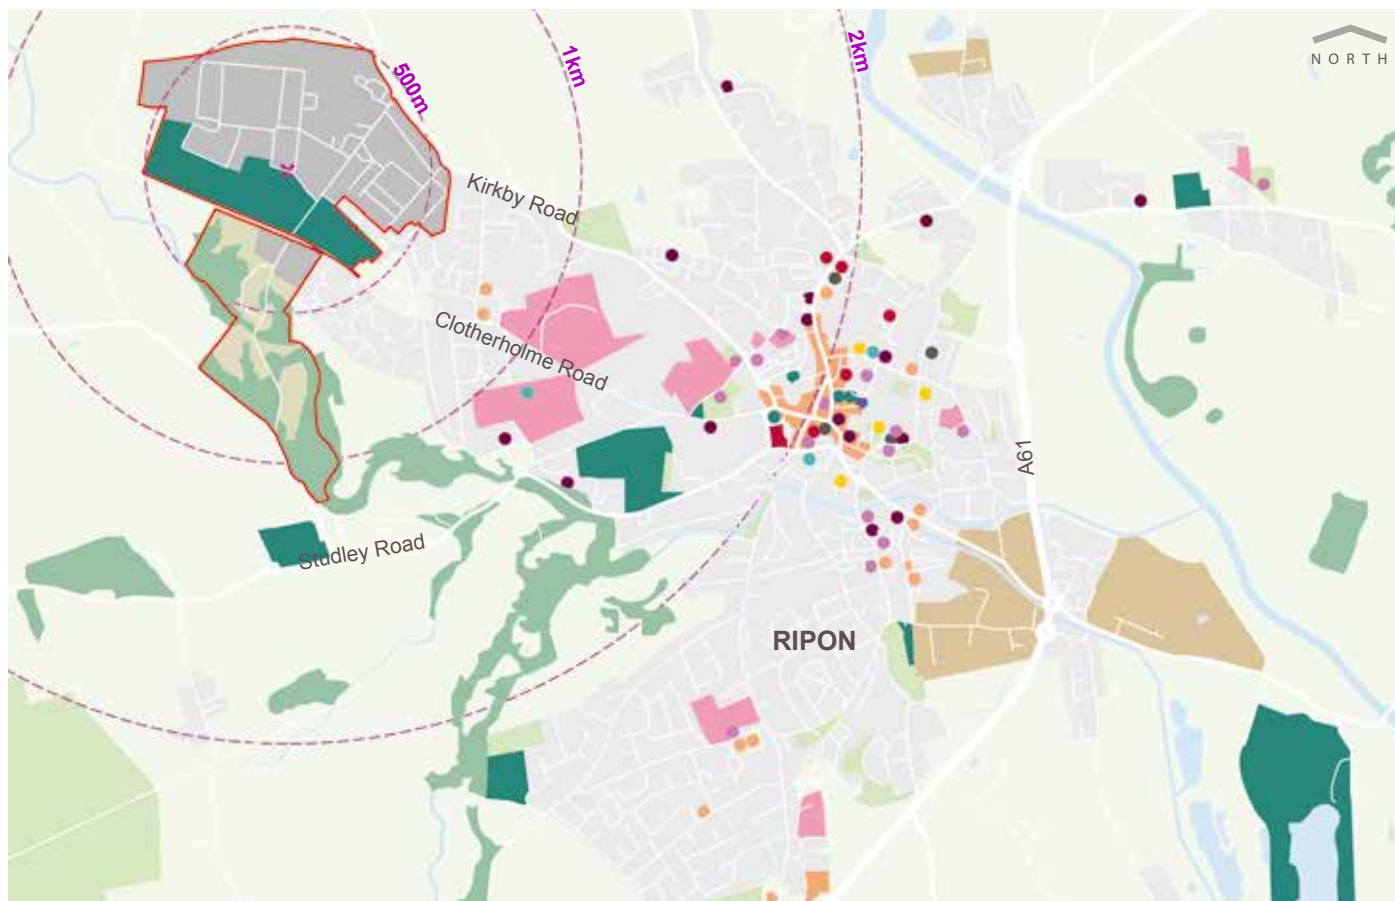 NORTH
500m
1km
2km
Kirkby Road
Clotherholme Road
A61
Studley Road
RIPON